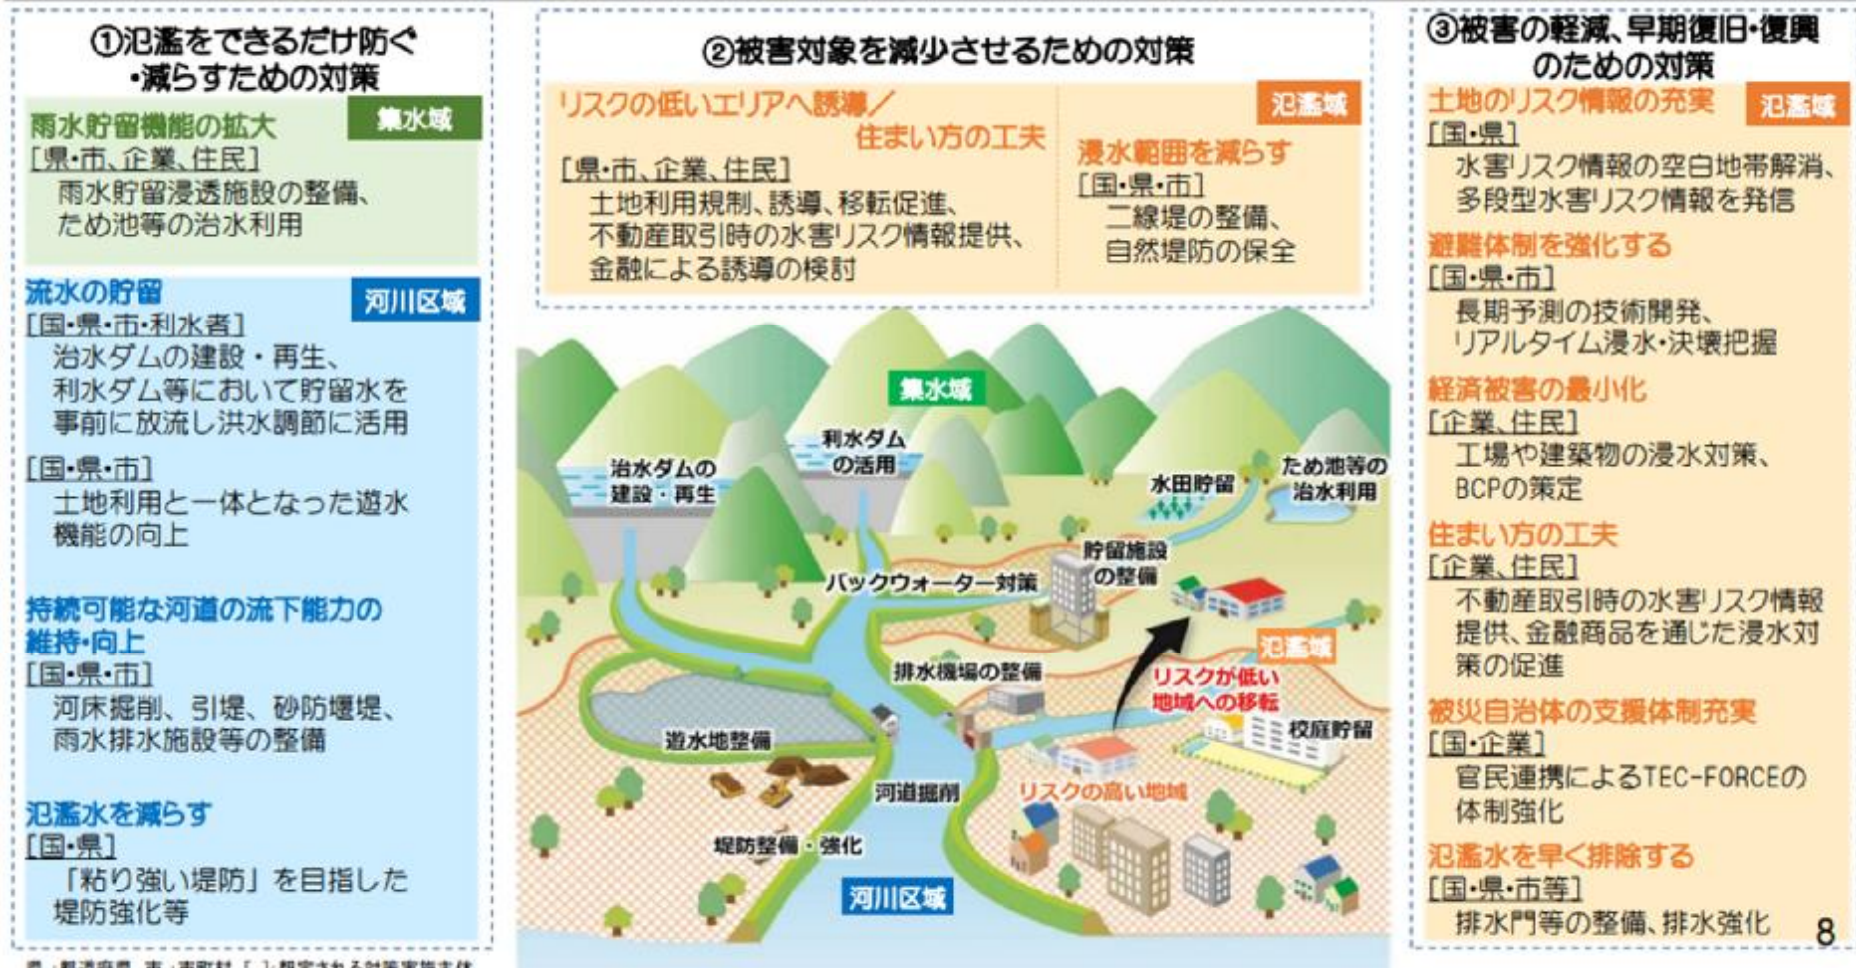 ①氾濫をできるだけ防ぐ
・減らすための対策
集水域
雨水貯留機能の拡大
[県・市、企業、住民]
雨水貯留浸透施設の整備、
ため池等の治水利用
河川区域
流水の貯留
[国・県・市・利水者]
治水ダムの建設・再生、
利水ダム等において貯留水を
事前に放流し洪水調節に活用
[国・県・市]
土地利用と一体となった遊水
機能の向上
持続可能な河道の流下能力の
維持・向上
[国・県・市]
河床掘削、引堤、砂防堰堤、
雨水排水施設等の整備
氾濫水を減らす
[国・県]
「粘り強い堤防」を目指した
堤防強化等
県：都道府県 市：市町村 [ ]：想定される対策実施主体
②被害対象を減少させるための対策
リスクの低いエリアへ誘導／
住まい方の工夫
[県・市、企業、住民]
土地利用規制、誘導、移転促進、
不動産取引時の水害リスク情報提供、
金融による誘導の検討
氾濫域
浸水範囲を減らす
[国・県・市]
二線堤の整備、
自然堤防の保全
集水域
利水ダム
の活用
治水ダムの
建設・再生
水田貯留
ため池等の
治水利用
貯留施設
の整備
バックウォーター対策
氾濫域
排水機場の整備
リスクが低い
地域への移転
校庭貯留
遊水地整備
河道掘削
リスクの高い地域
堤防整備・強化
河川区域
③被害の軽減、早期復旧・復興
のための対策
土地のリスク情報の充実
氾濫域
[国・県]
水害リスク情報の空白地帯解消、
多段型水害リスク情報を発信
避難体制を強化する
[国・県・市]
長期予測の技術開発、
リアルタイム浸水・決壊把握
経済被害の最小化
[企業、住民]
工場や建築物の浸水対策、
BCPの策定
住まい方の工夫
[企業、住民]
不動産取引時の水害リスク情報
提供、金融商品を通じた浸水対
策の促進
被災自治体の支援体制充実
[国・企業]
官民連携によるTEC-FORCEの
体制強化
氾濫水を早く排除する
[国・県・市等]
排水門等の整備、排水強化
8